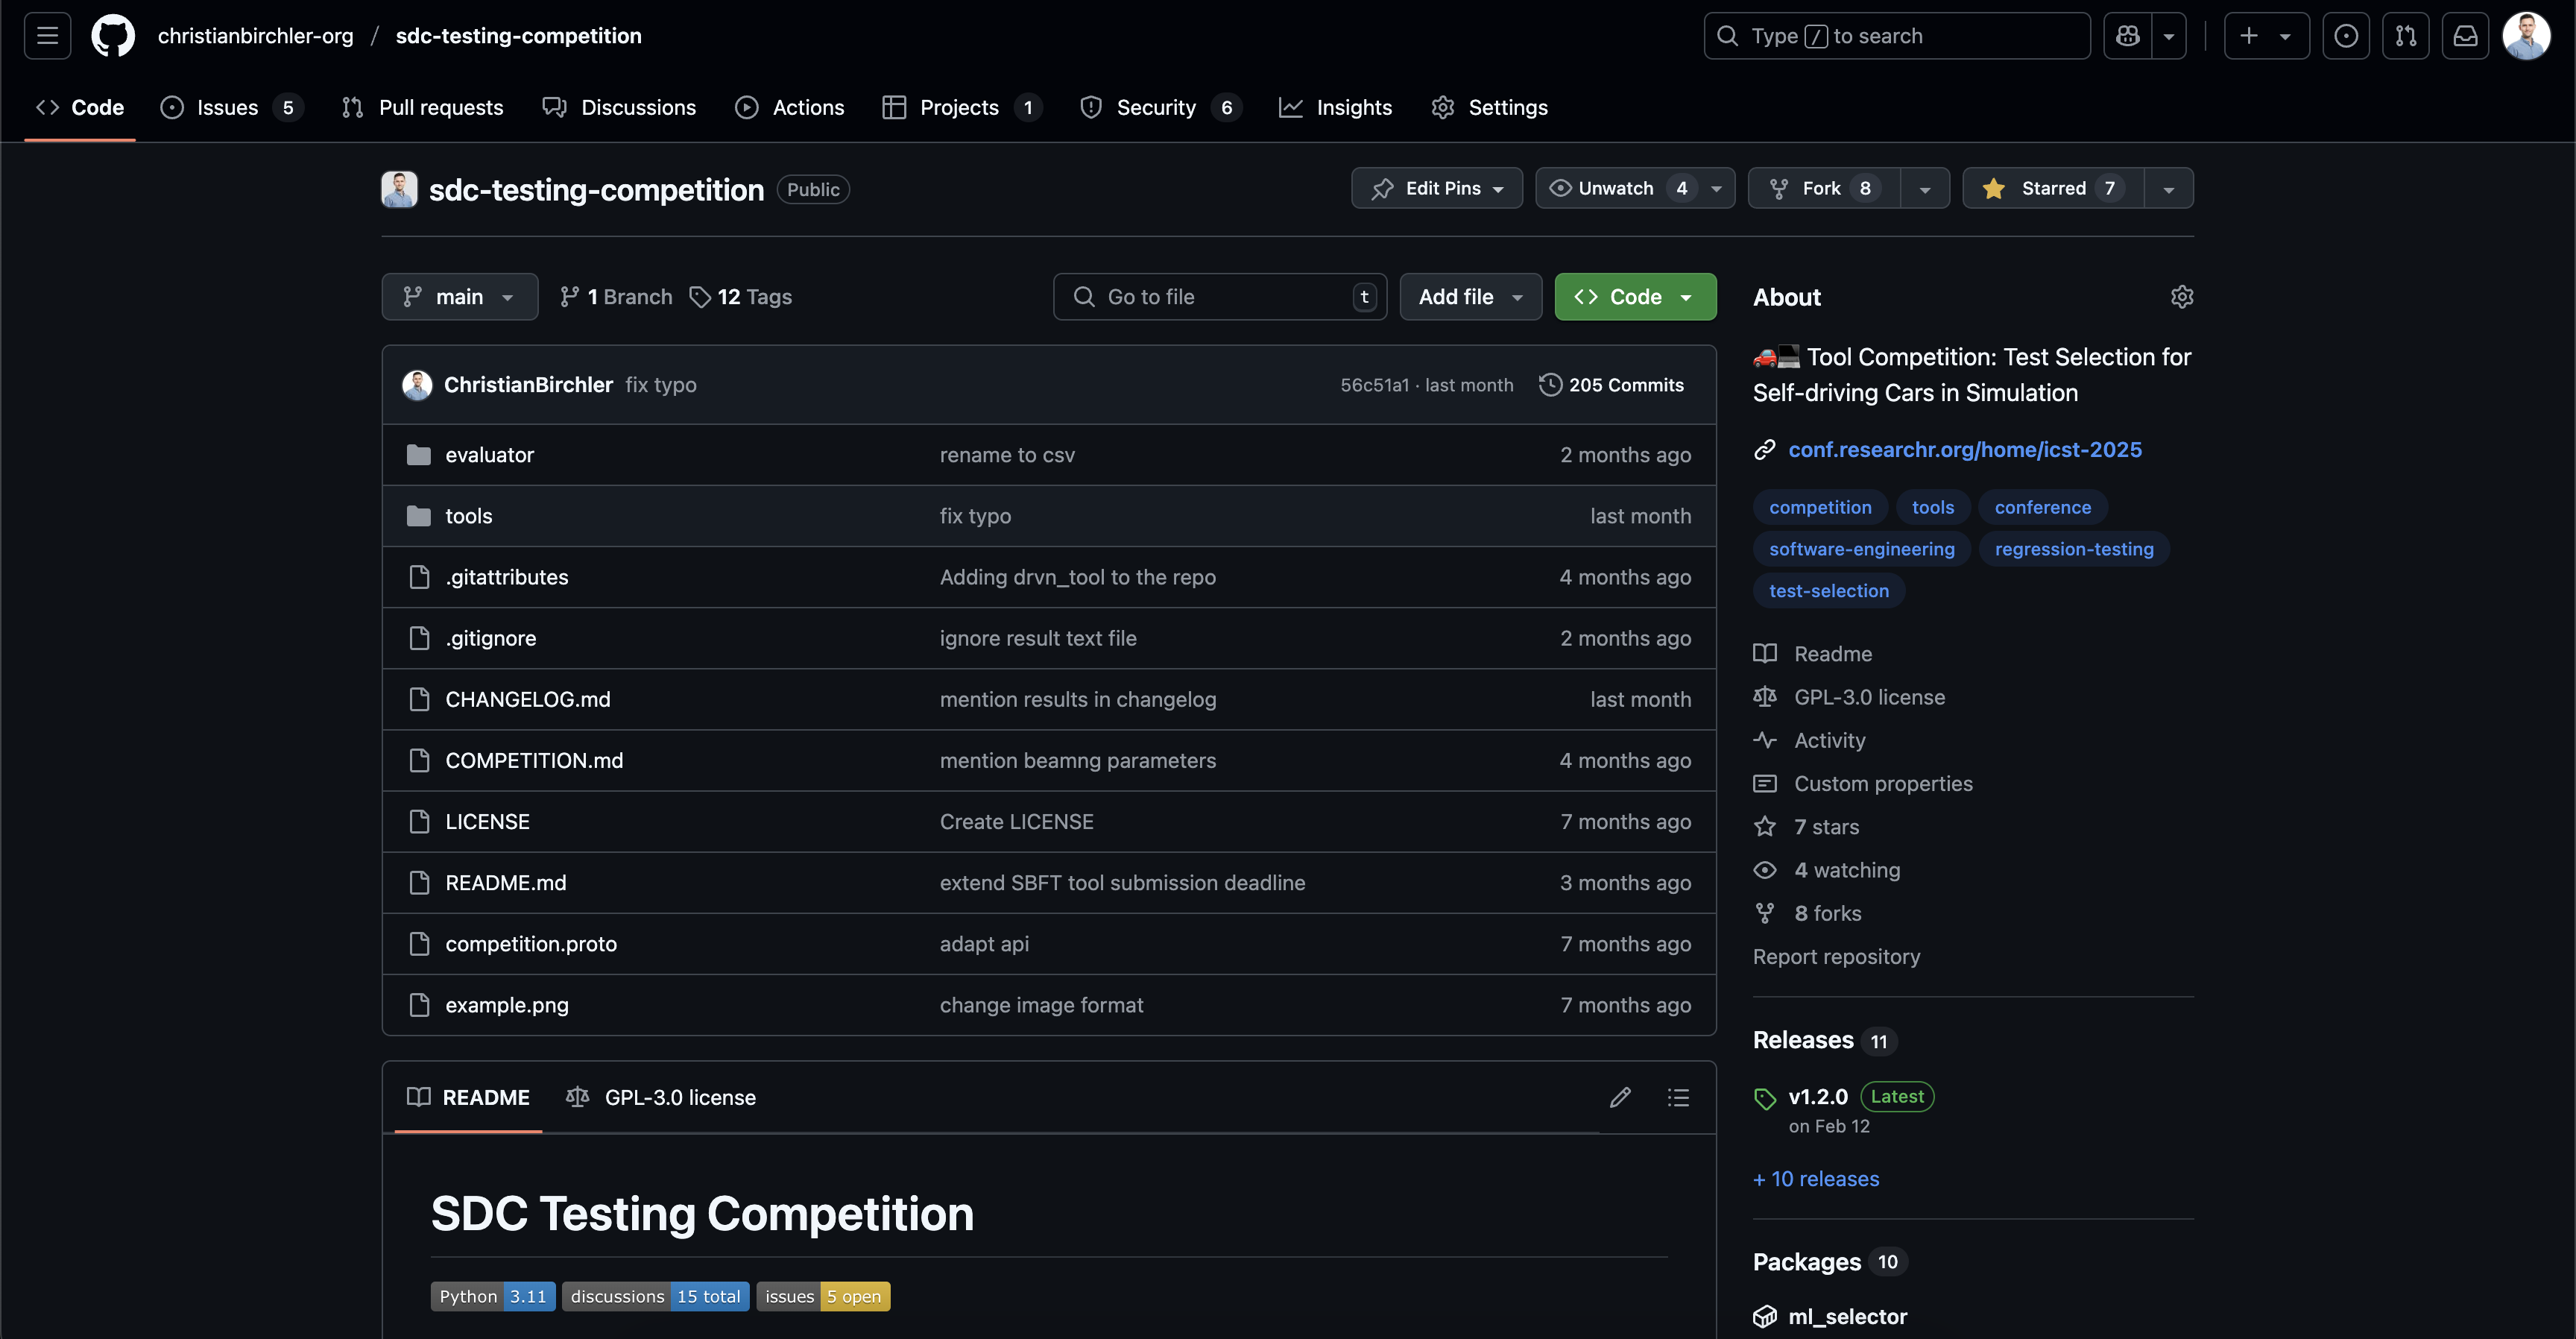 christianbirchler-org / sdc-testing-competition
Type / to search
Code
Issues 5
Pull requests
Discussions
Actions
Projects 1
Security 6
Insights
Settings
sdc-testing-competition Public
Edit Pins
Unwatch 4
Fork 8
Starred 7
main
1 Branch
12 Tags
Go to file t
Add file
Code
ChristianBirchler fix typo 56c51a1 · last month 205 Commits
evaluator rename to csv 2 months ago
tools fix typo last month
.gitattributes Adding drvn_tool to the repo 4 months ago
.gitignore ignore result text file 2 months ago
CHANGELOG.md mention results in changelog last month
COMPETITION.md mention beamng parameters 4 months ago
LICENSE Create LICENSE 7 months ago
README.md extend SBFT tool submission deadline 3 months ago
competition.proto adapt api 7 months ago
example.png change image format 7 months ago
README
GPL-3.0 license
SDC Testing Competition
Python 3.11
discussions 15 total
issues 5 open
About
Tool Competition: Test Selection for
Self-driving Cars in Simulation
conf.researchr.org/home/icst-2025
competition tools conference
software-engineering regression-testing
test-selection
Readme
GPL-3.0 license
Activity
Custom properties
7 stars
4 watching
8 forks
Report repository
Releases 11
v1.2.0 Latest
on Feb 12
+ 10 releases
Packages 10
ml_selector